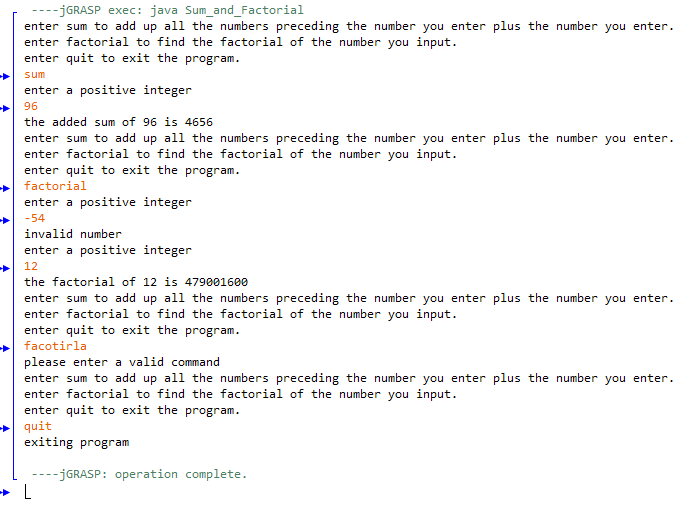 ----jGRASP exec: java Sum_and_Factorial
enter sum to add up all the numbers preceding the number you enter plus the number you enter.
enter factorial to find the factorial of the number you input.
enter quit to exit the program.
sum
enter a positive integer
96
the added sum of 96 is 4656
enter sum to add up all the numbers preceding the number you enter plus the number you enter.
enter factorial to find the factorial of the number you input.
enter quit to exit the program.
factorial
enter a positive integer
-54
invalid number
enter a positive integer
12
the factorial of 12 is 479001600
enter sum to add up all the numbers preceding the number you enter plus the number you enter.
enter factorial to find the factorial of the number you input.
enter quit to exit the program.
facotirla
please enter a valid command
enter sum to add up all the numbers preceding the number you enter plus the number you enter.
enter factorial to find the factorial of the number you input.
enter quit to exit the program.
quit
exiting program
----jGRASP: operation complete.